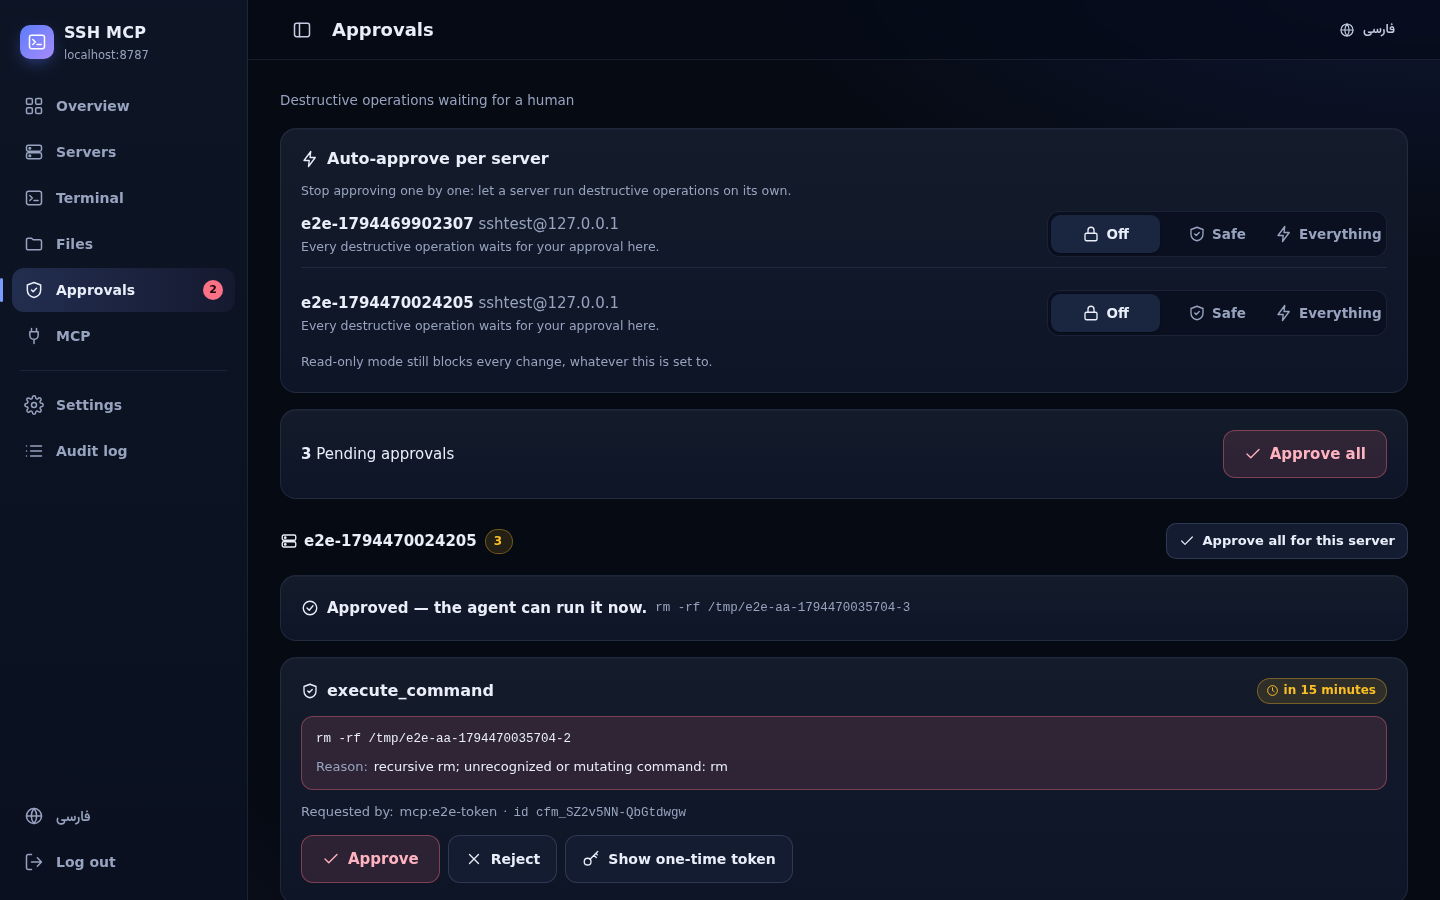 SSH MCP
localhost:8787
Overview
Servers
Terminal
Files
Approvals 2
MCP
Settings
Audit log
فارسی
Log out
Approvals
فارسی
Destructive operations waiting for a human
Auto-approve per server
Stop approving one by one: let a server run destructive operations on its own.
e2e-1794469902307 sshtest@127.0.0.1
Every destructive operation waits for your approval here.
Off Safe Everything
e2e-1794470024205 sshtest@127.0.0.1
Every destructive operation waits for your approval here.
Off Safe Everything
Read-only mode still blocks every change, whatever this is set to.
3 Pending approvals
Approve all
e2e-1794470024205 3
Approve all for this server
Approved — the agent can run it now. rm -rf /tmp/e2e-aa-1794470035704-3
execute_command
in 15 minutes
rm -rf /tmp/e2e-aa-1794470035704-2
Reason: recursive rm; unrecognized or mutating command: rm
Requested by: mcp:e2e-token · id cfm_SZ2v5NN-QbGtdwgw
Approve Reject Show one-time token